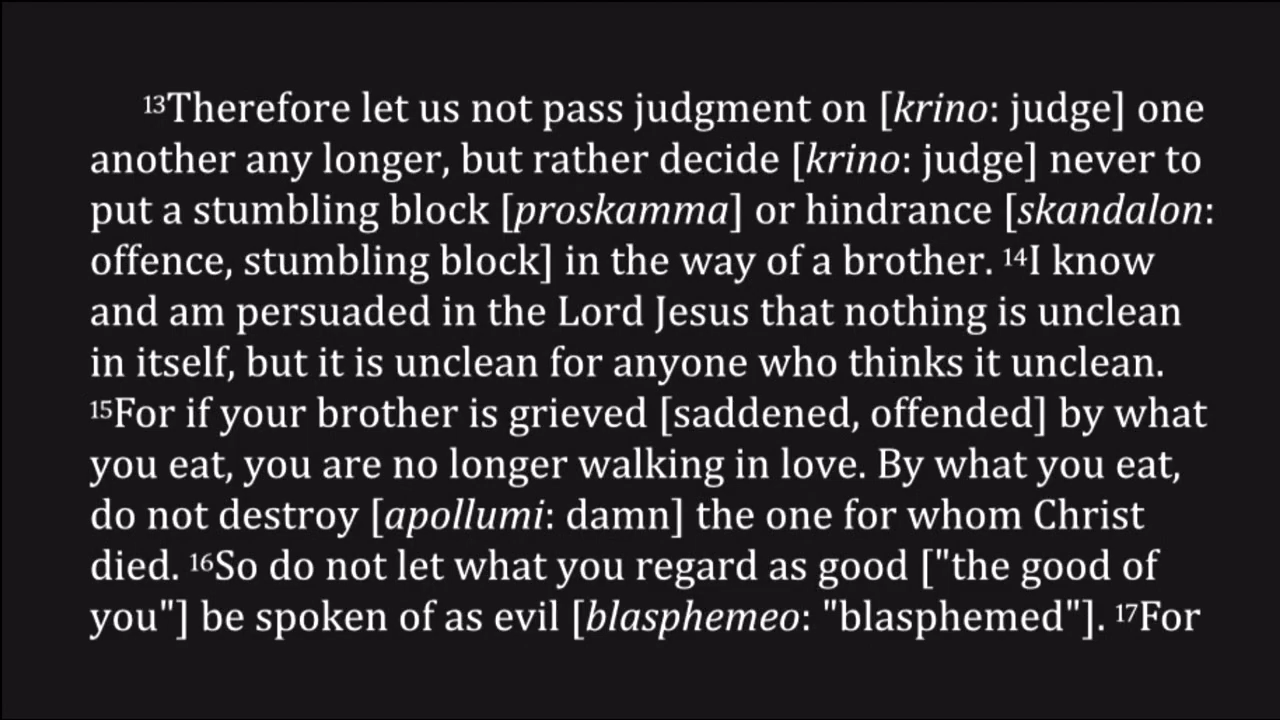 13Therefore let us not pass judgment on [krino: judge] one
another any longer, but rather decide [krino: judge] never to
put a stumbling block [proskamma] or hindrance [skandalon:
offence, stumbling block] in the way of a brother. 14I know
and am persuaded in the Lord Jesus that nothing is unclean
in itself, but it is unclean for anyone who thinks it unclean.
15For if your brother is grieved [saddened, offended] by what
you eat, you are no longer walking in love. By what you eat,
do not destroy [apollumi: damn] the one for whom Christ
died. 16So do not let what you regard as good ["the good of
you"] be spoken of as evil [blasphemeo: "blasphemed"]. 17For